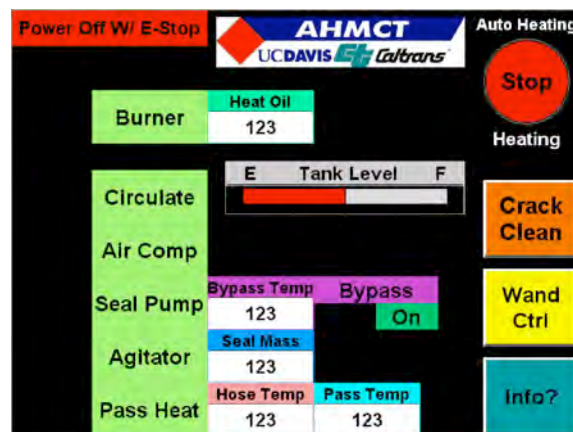 Power Off W/ E-Stop
AHMCT
UCDAVIS Ct Caltrans
Auto Heating
Stop
Heating
Burner
Heat Oil
123
E Tank Level F
Circulate
Air Comp
Seal Pump
Bypass Temp
123
Bypass
On
Agitator
Seal Mass
123
Pass Heat
Hose Temp
123
Pass Temp
123
Crack
Clean
Wand
Ctrl
Info?